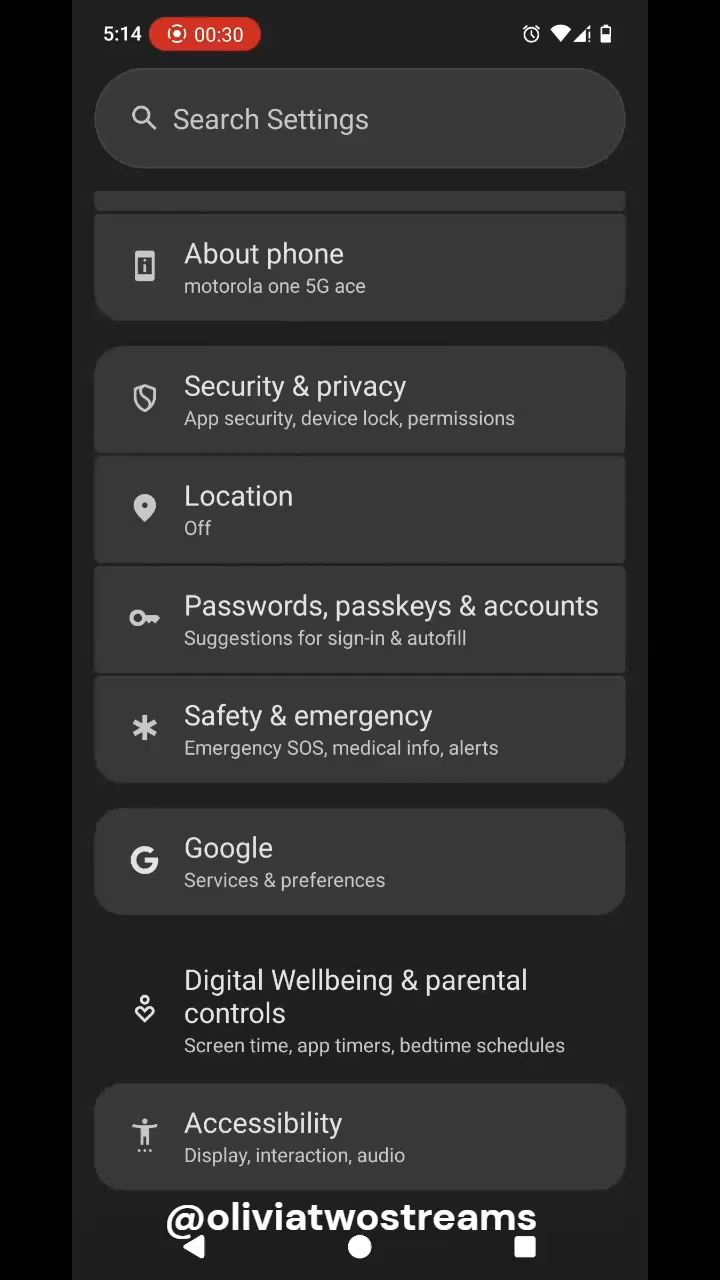 5:14 00:30
Search Settings
About phone
motorola one 5G ace
Security & privacy
App security, device lock, permissions
Location
Off
Passwords, passkeys & accounts
Suggestions for sign-in & autofill
Safety & emergency
Emergency SOS, medical info, alerts
Google
Services & preferences
Digital Wellbeing & parental
controls
Screen time, app timers, bedtime schedules
Accessibility
Display, interaction, audio
@oliviatwostreams